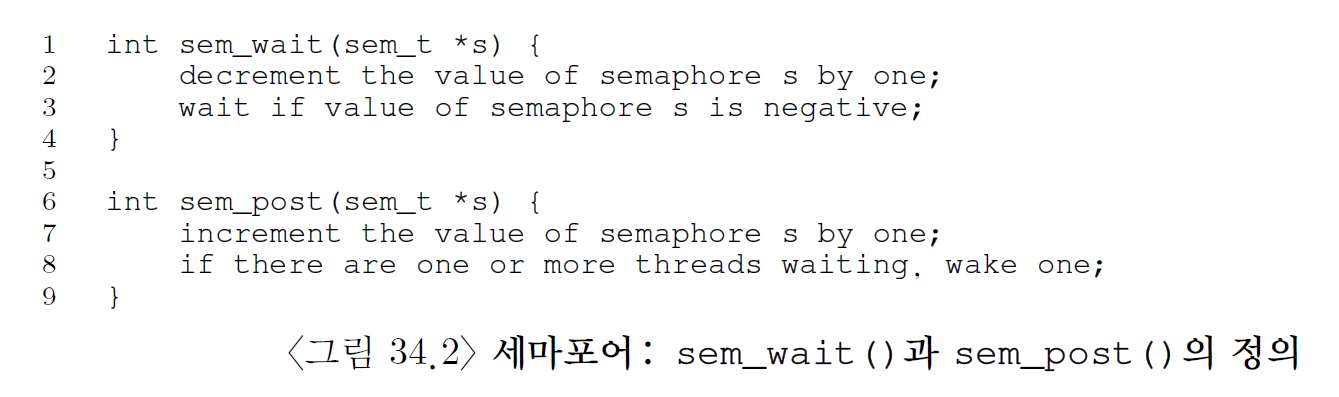 1 int sem_wait(sem_t *s) {
2 decrement the value of semaphore s by one;
3 wait if value of semaphore s is negative;
4 }
5
6 int sem_post(sem_t *s) {
7 increment the value of semaphore s by one;
8 if there are one or more threads waiting, wake one;
9 }
〈그림 34.2〉 세마포어: sem_wait()과 sem_post()의 정의